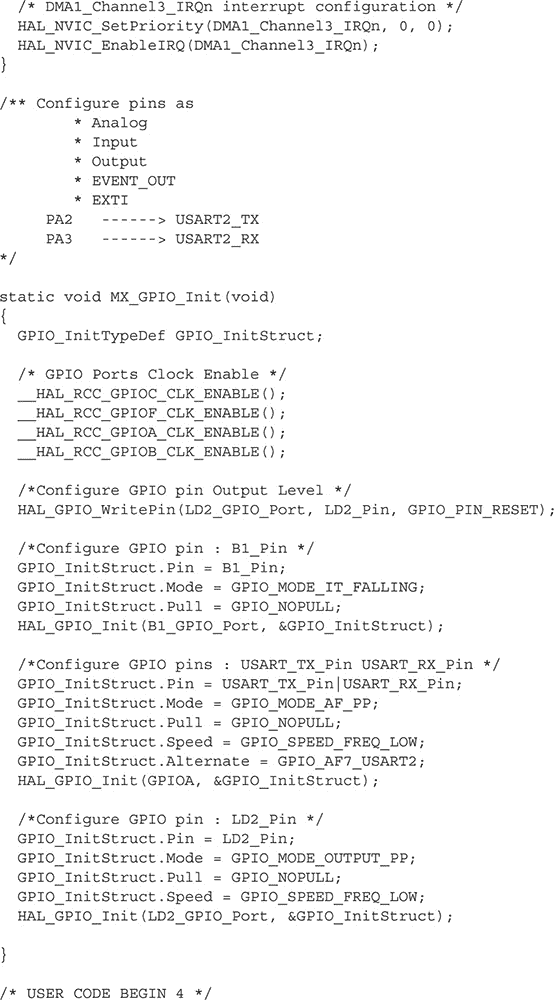 /* DMA1_Channel3_IRQn interrupt configuration */
HAL_NVIC_SetPriority(DMA1_Channel3_IRQn, 0, 0);
HAL_NVIC_EnableIRQ(DMA1_Channel3_IRQn);
}
/** Configure pins as
* Analog
* Input
* Output
* EVENT_OUT
* EXTI
PA2 ------> USART2_TX
PA3 ------> USART2_RX
*/
static void MX_GPIO_Init(void)
{
GPIO_InitTypeDef GPIO_InitStruct;
/* GPIO Ports Clock Enable */
__HAL_RCC_GPIOC_CLK_ENABLE();
__HAL_RCC_GPIOF_CLK_ENABLE();
__HAL_RCC_GPIOA_CLK_ENABLE();
__HAL_RCC_GPIOB_CLK_ENABLE();
/*Configure GPIO pin Output Level */
HAL_GPIO_WritePin(LD2_GPIO_Port, LD2_Pin, GPIO_PIN_RESET);
/*Configure GPIO pin : B1_Pin */
GPIO_InitStruct.Pin = B1_Pin;
GPIO_InitStruct.Mode = GPIO_MODE_IT_FALLING;
GPIO_InitStruct.Pull = GPIO_NOPULL;
HAL_GPIO_Init(B1_GPIO_Port, &GPIO_InitStruct);
/*Configure GPIO pins : USART_TX_Pin USART_RX_Pin */
GPIO_InitStruct.Pin = USART_TX_Pin|USART_RX_Pin;
GPIO_InitStruct.Mode = GPIO_MODE_AF_PP;
GPIO_InitStruct.Pull = GPIO_NOPULL;
GPIO_InitStruct.Speed = GPIO_SPEED_FREQ_LOW;
GPIO_InitStruct.Alternate = GPIO_AF7_USART2;
HAL_GPIO_Init(GPIOA, &GPIO_InitStruct);
/*Configure GPIO pin : LD2_Pin */
GPIO_InitStruct.Pin = LD2_Pin;
GPIO_InitStruct.Mode = GPIO_MODE_OUTPUT_PP;
GPIO_InitStruct.Pull = GPIO_NOPULL;
GPIO_InitStruct.Speed = GPIO_SPEED_FREQ_LOW;
HAL_GPIO_Init(LD2_GPIO_Port, &GPIO_InitStruct);
}
/* USER CODE BEGIN 4 */